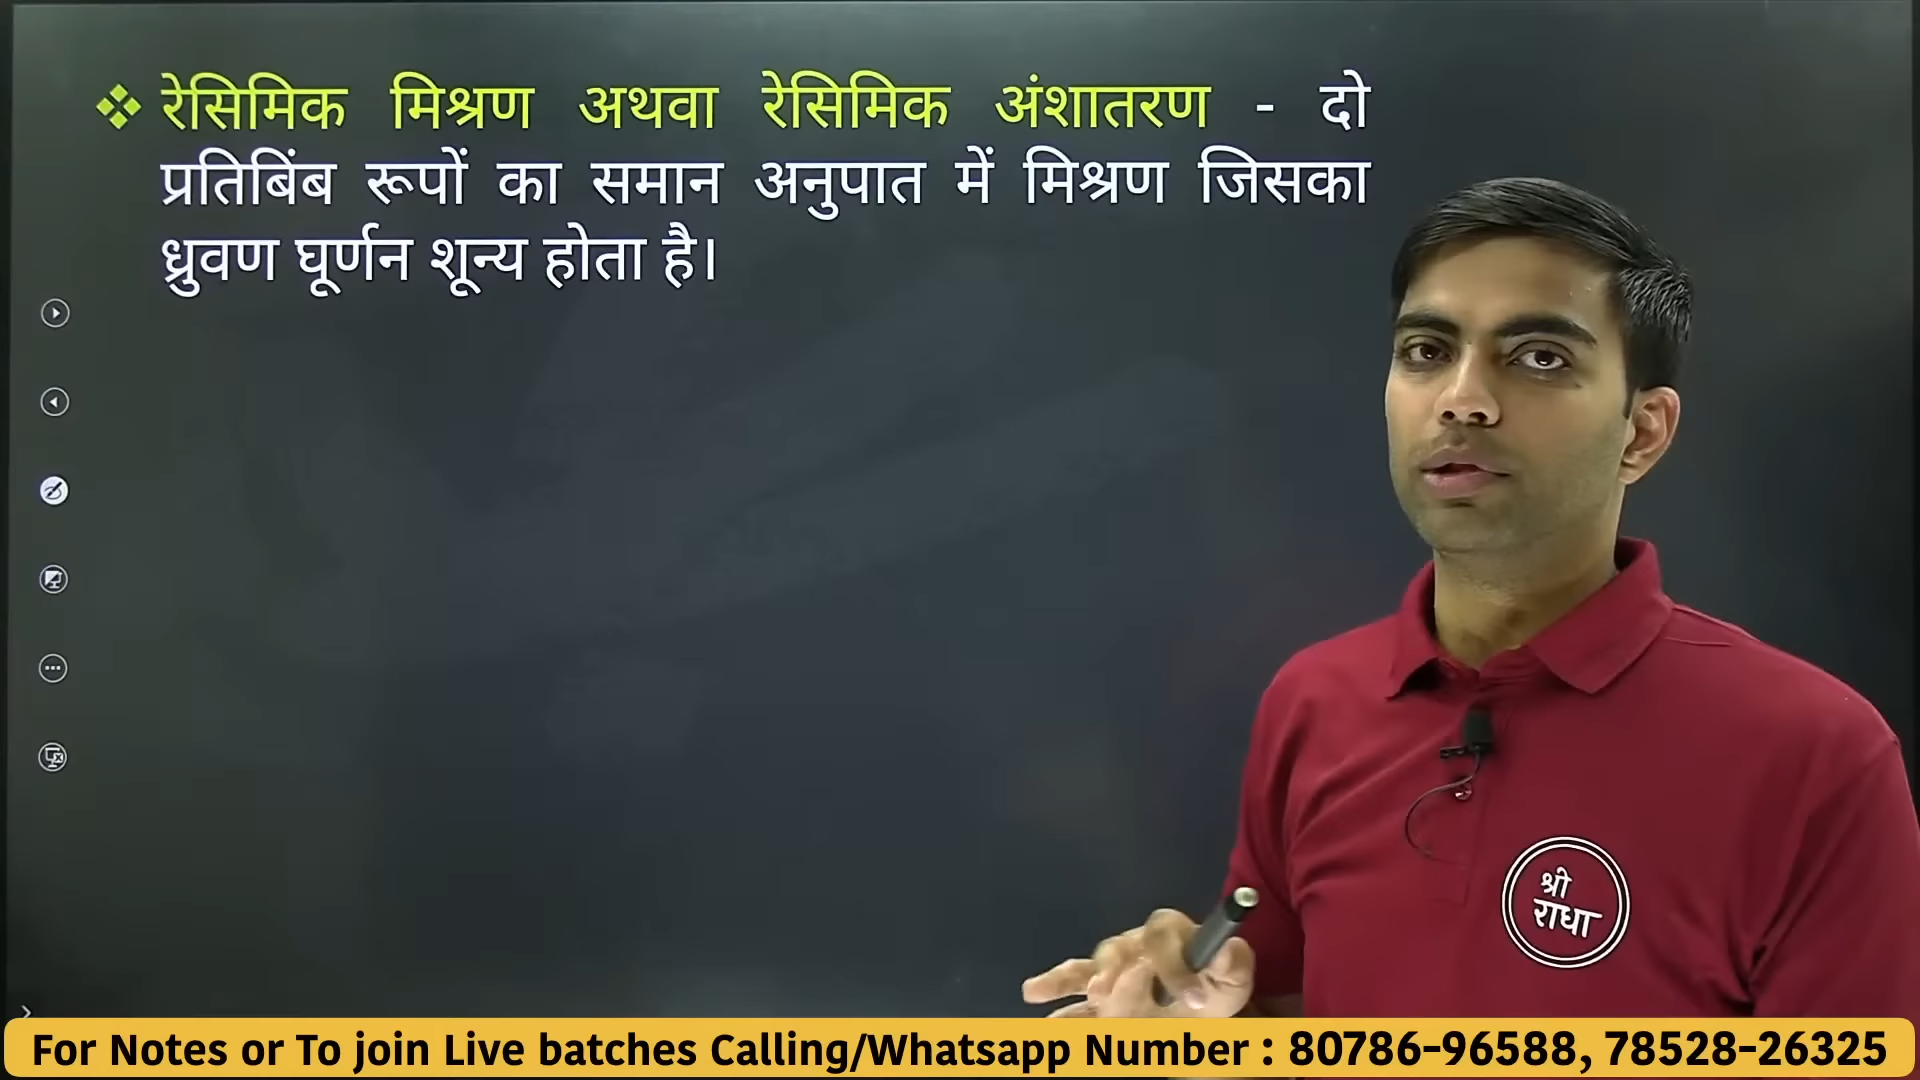 ❖ रेसिमिक मिश्रण अथवा रेसिमिक अंशातरण - दो
प्रतिबिंब रूपों का समान अनुपात में मिश्रण जिसका
ध्रुवण घूर्णन शून्य होता है।
श्री
राधा
For Notes or To join Live batches Calling/Whatsapp Number : 80786-96588, 78528-26325